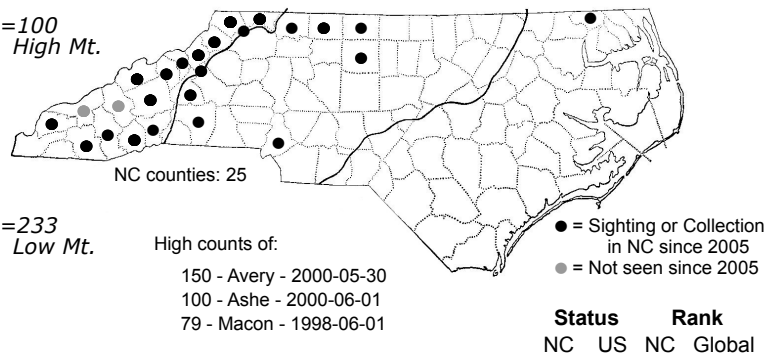 =100
High Mt.
NC counties: 25
=233
Low Mt.
High counts of:
150 - Avery - 2000-05-30
100 - Ashe - 2000-06-01
79 - Macon - 1998-06-01
= Sighting or Collection
in NC since 2005
= Not seen since 2005
Status Rank
NC US NC Global